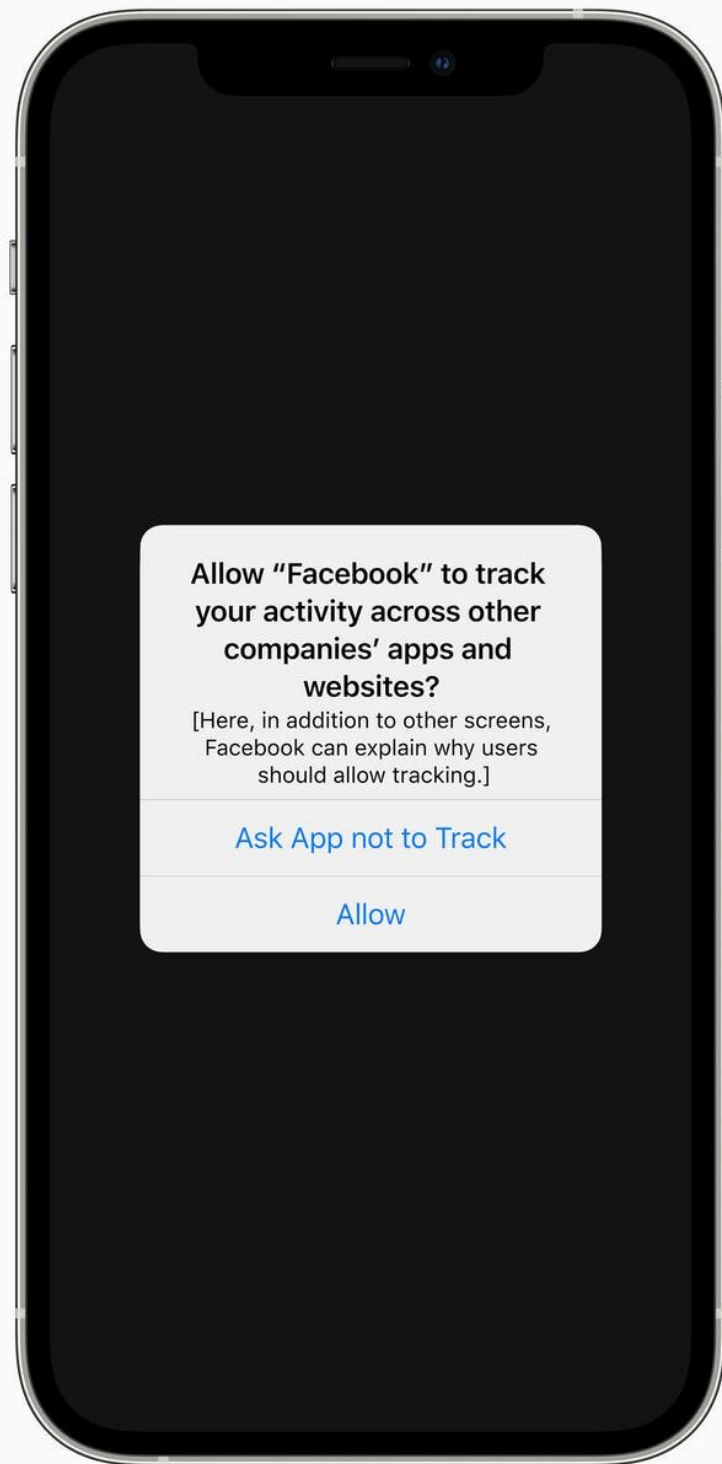 Allow “Facebook” to track
your activity across other
companies’ apps and
websites?
[Here, in addition to other screens,
Facebook can explain why users
should allow tracking.]
Ask App not to Track
Allow